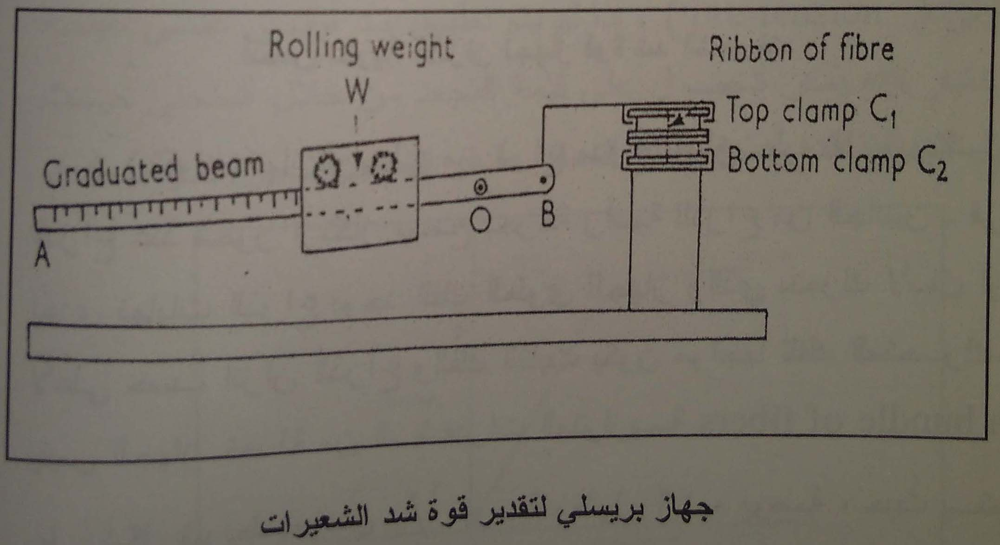 Rolling weight
W
Ribbon of fibre
Top clamp C₁
Graduated beam
Bottom clamp C₂
O
B
A
جهاز بريسلي لتقدير قوة شد الشعيرات